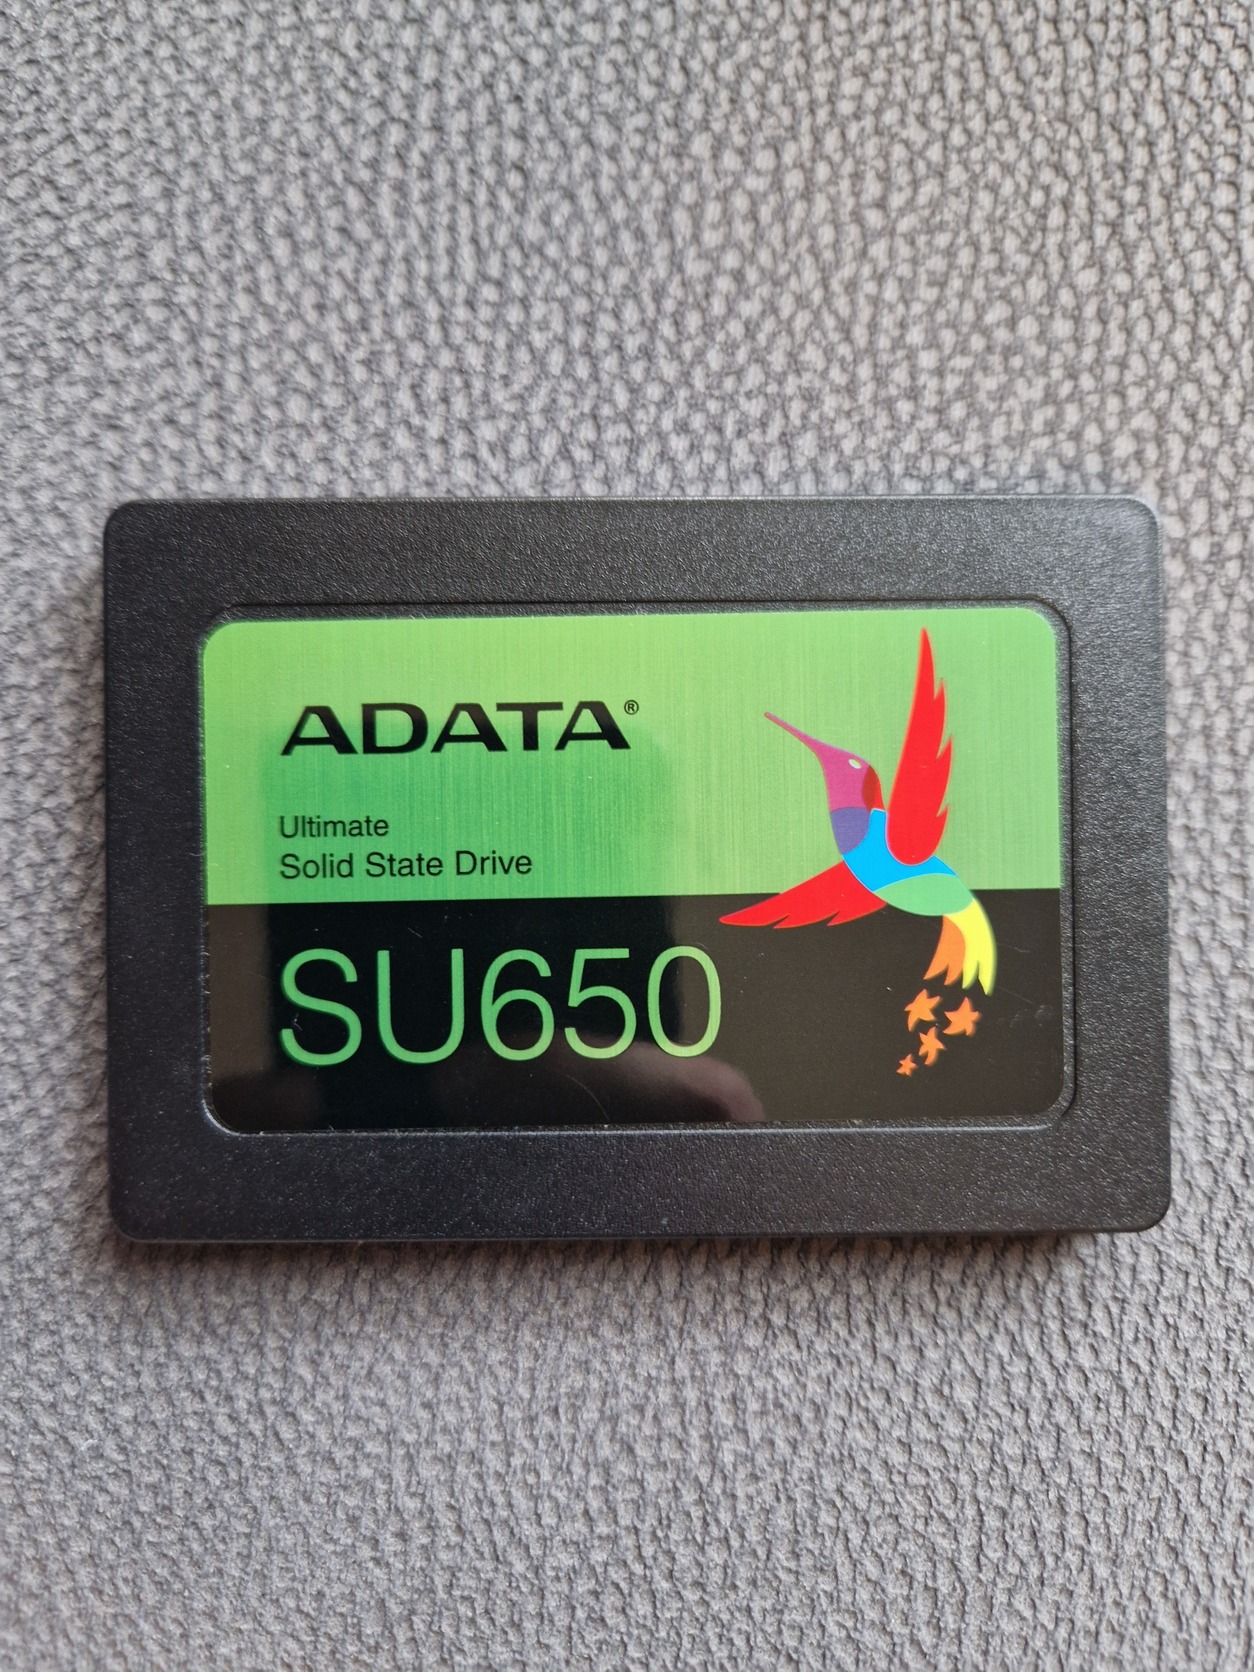 ADATA®
Ultimate
Solid State Drive
SU650